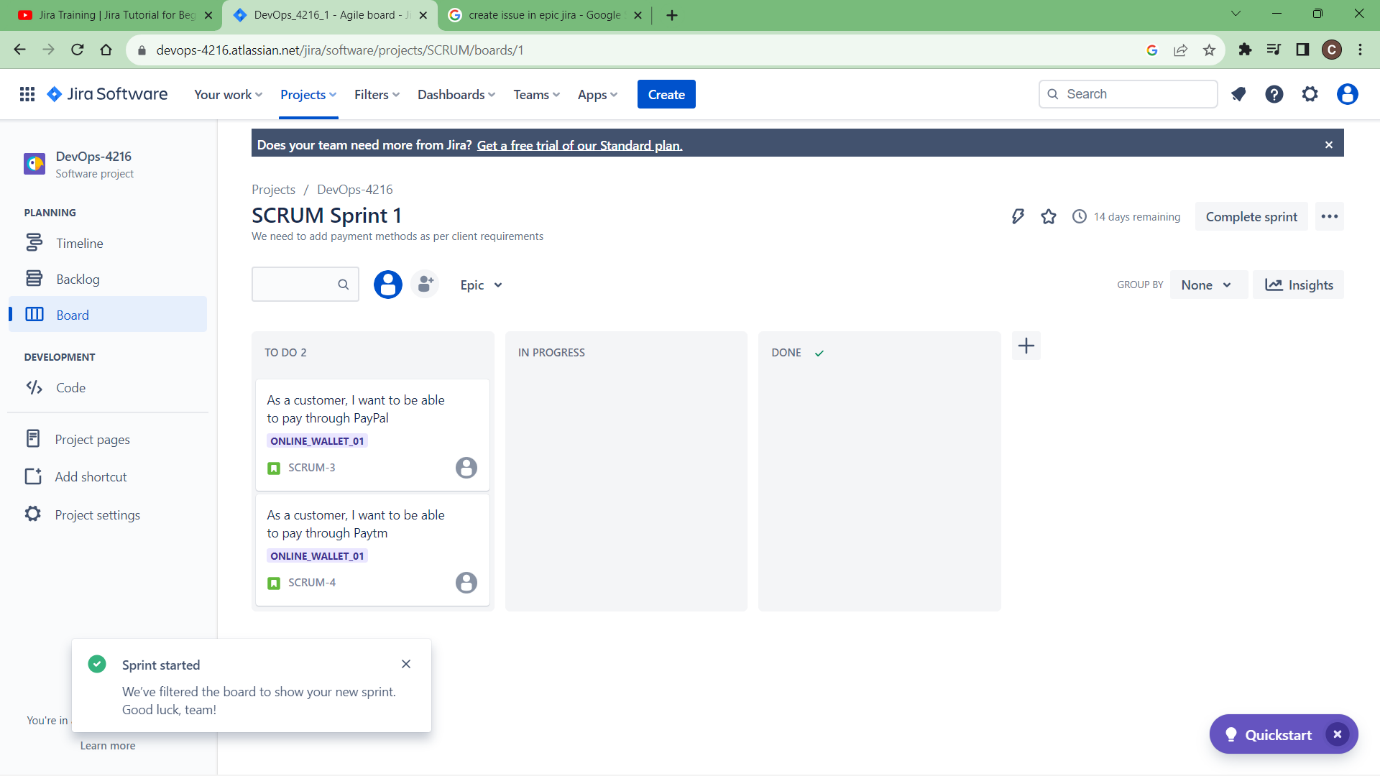 Jira Training | Jira Tutorial for Beg
DevOps_4216_1 - Agile board - Ji
create issue in epic jira - Google
devops-4216.atlassian.net/jira/software/projects/SCRUM/boards/1
C
Jira Software
Your work
Projects
Filters
Dashboards
Teams
Apps
Create
Search
DevOps-4216
Software project
Does your team need more from Jira? Get a free trial of our Standard plan.
PLANNING
Timeline
Backlog
Board
DEVELOPMENT
Code
Project pages
Add shortcut
Project settings
Projects / DevOps-4216
SCRUM Sprint 1
We need to add payment methods as per client requirements
14 days remaining
Complete sprint
Epic
GROUP BY
None
Insights
TO DO 2
IN PROGRESS
DONE
As a customer, I want to be able
to pay through PayPal
ONLINE_WALLET_01
SCRUM-3
As a customer, I want to be able
to pay through Paytm
ONLINE_WALLET_01
SCRUM-4
Sprint started
We've filtered the board to show your new sprint.
Good luck, team!
You're in
Learn more
Quickstart